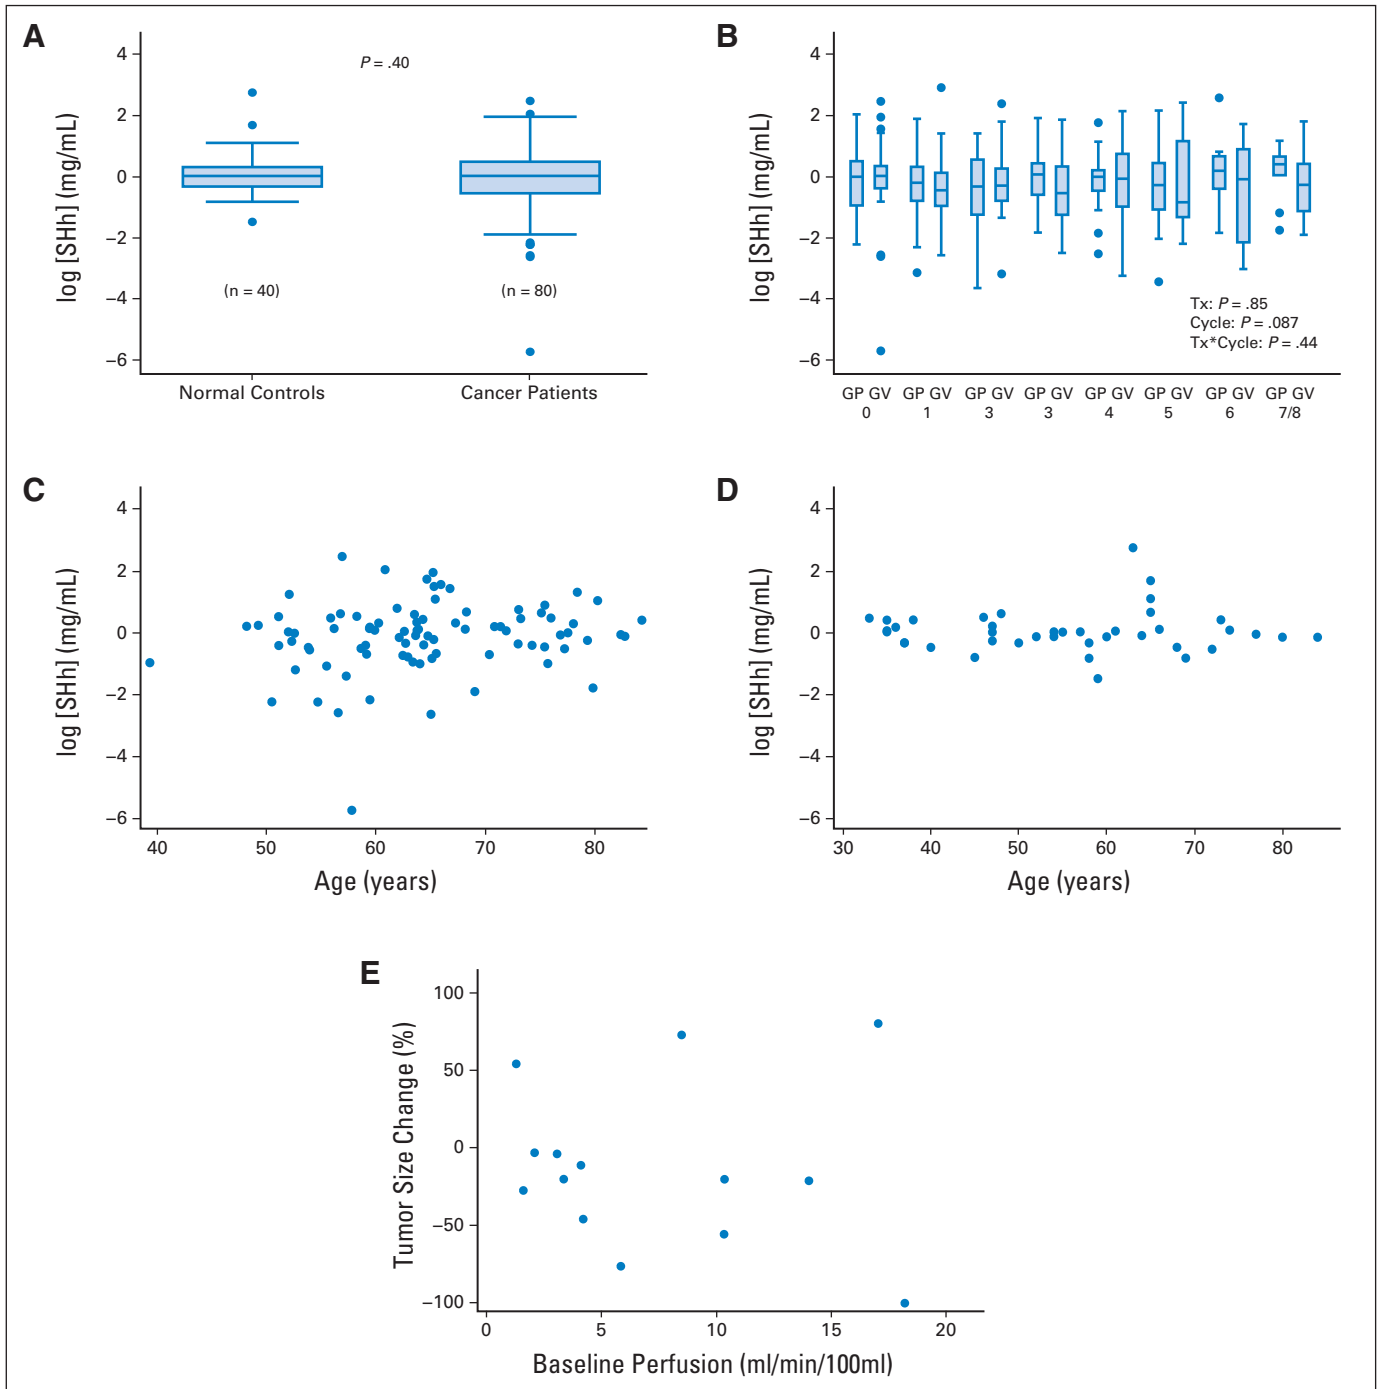 A
4
2
0
–2
–4
–6
log [SHh] (mg/mL)
P = .40
(n = 40)
(n = 80)
Normal Controls
Cancer Patients
B
4
2
0
–2
–4
–6
log [SHh] (mg/mL)
Tx: P = .85
Cycle: P = .087
Tx*Cycle: P = .44
GP GV GP GV GP GV GP GV GP GV GP GV GP GV GP GV
0 1 3 3 4 5 6 7/8
C
4
2
0
–2
–4
–6
log [SHh] (mg/mL)
40 50 60 70 80
Age (years)
D
4
2
0
–2
–4
–6
log [SHh] (mg/mL)
30 40 50 60 70 80
Age (years)
E
100
50
0
–50
–100
Tumor Size Change (%)
0 5 10 15 20
Baseline Perfusion (ml/min/100ml)